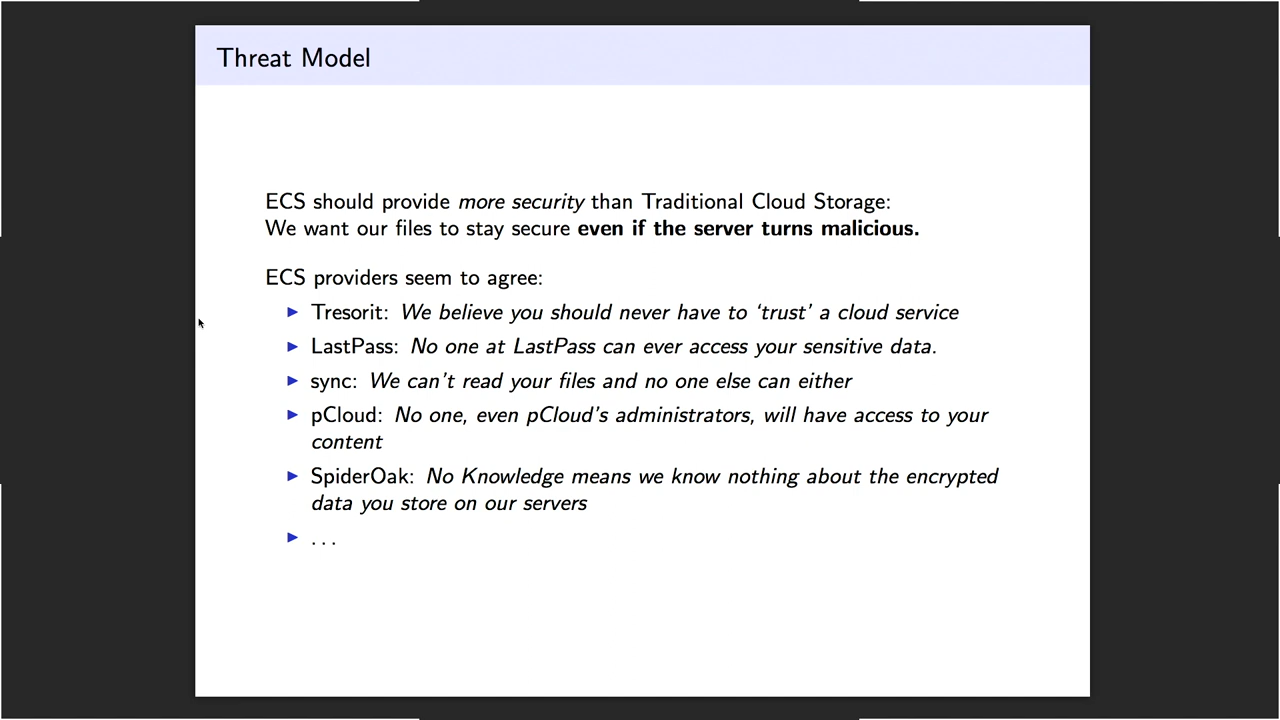 Threat Model
ECS should provide more security than Traditional Cloud Storage:
We want our files to stay secure even if the server turns malicious.
ECS providers seem to agree:
▶ Tresorit: We believe you should never have to ‘trust’ a cloud service
▶ LastPass: No one at LastPass can ever access your sensitive data.
▶ sync: We can’t read your files and no one else can either
▶ pCloud: No one, even pCloud’s administrators, will have access to your
content
▶ SpiderOak: No Knowledge means we know nothing about the encrypted
data you store on our servers
▶ . . .